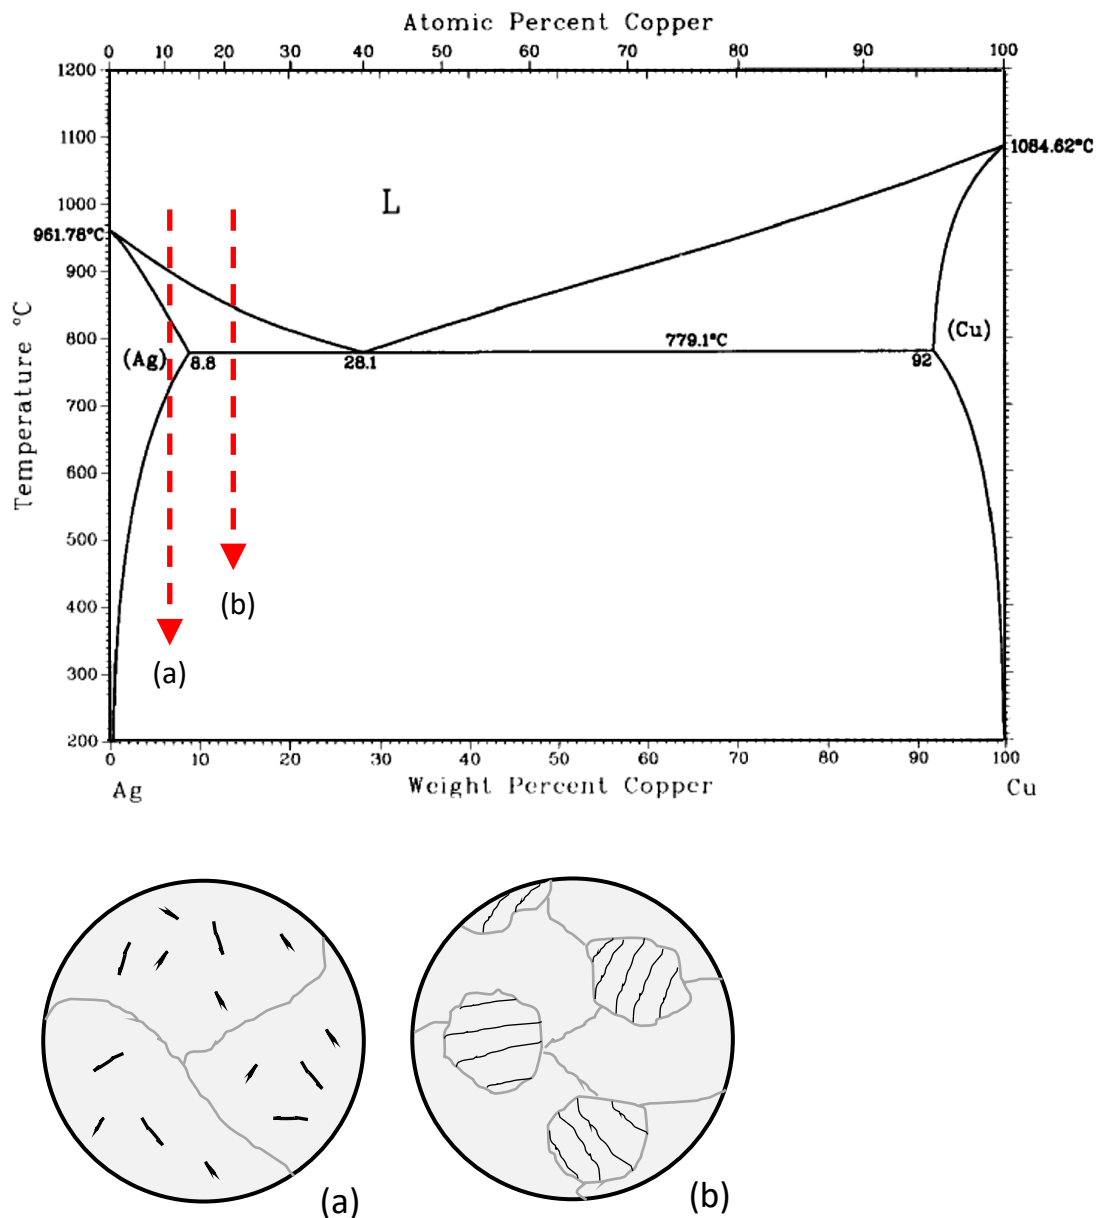 Atomic Percent Copper
0 10 20 30 40 50 60 70 80 90 100
1200
1100
1084.62°C
1000
L
961.78°C
900
800
(Ag)
(Cu)
779.1°C
8.8
28.1
92
700
600
500
400
300
200
Temperature °C
(b)
(a)
0 10 20 30 40 50 60 70 80 90 100
Ag
Weight Percent Copper
Cu
(a)
(b)